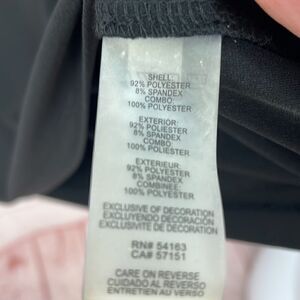 SHELL:
92% POLYESTER
8% SPANDEX
COMBO:
100% POLYESTER
EXTERIOR:
92% POLIESTER
8% SPANDEX
COMBO:
100% POLIESTER
EXTERIEUR:
92% POLYESTER
8% SPANDEX
COMBINEE:
100% POLYESTER
EXCLUSIVE OF DECORATION
EXCLUYENDO DECORACIÓN
EXCLUSIVITE DE DECORATION
RN# 54163
CA# 57151
CARE ON REVERSE
CUIDADO AL REVERSO
ENTRETIEN AU VERSO